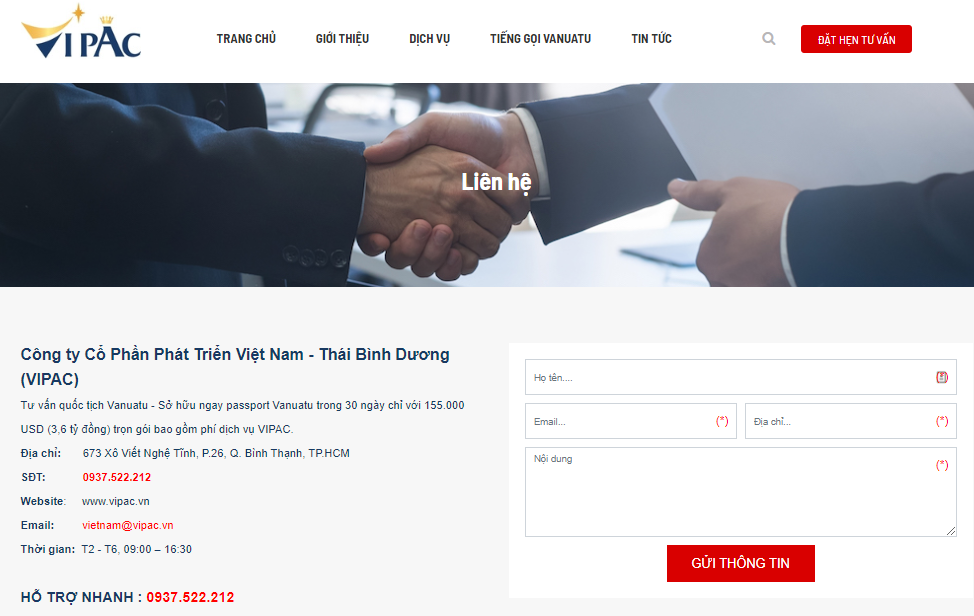 VIPAC
TRANG CHỦ
GIỚI THIỆU
DỊCH VỤ
TIẾNG GỌI VANUATU
TIN TỨC
ĐẶT HẸN TƯ VẤN
Liên hệ
Công ty Cổ Phần Phát Triển Việt Nam - Thái Bình Dương
(VIPAC)
Tư vấn quốc tịch Vanuatu - Sở hữu ngay passport Vanuatu trong 30 ngày chỉ với 155.000
USD (3,6 tỷ đồng) trọn gói bao gồm phí dịch vụ VIPAC.
Địa chỉ: 673 Xô Viết Nghệ Tĩnh, P.26, Q. Bình Thạnh, TP.HCM
SĐT: 0937.522.212
Website: www.vipac.vn
Email: vietnam@vipac.vn
Thời gian: T2 - T6, 09:00 – 16:30
HỖ TRỢ NHANH : 0937.522.212
Họ tên....
Email... (*)
Địa chỉ... (*)
Nội dung (*)
GỬI THÔNG TIN